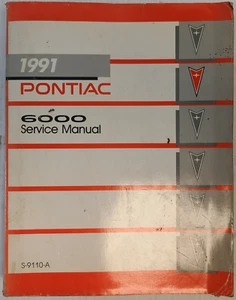 1991
PONTIAC
6000
Service Manual
S-9110-A